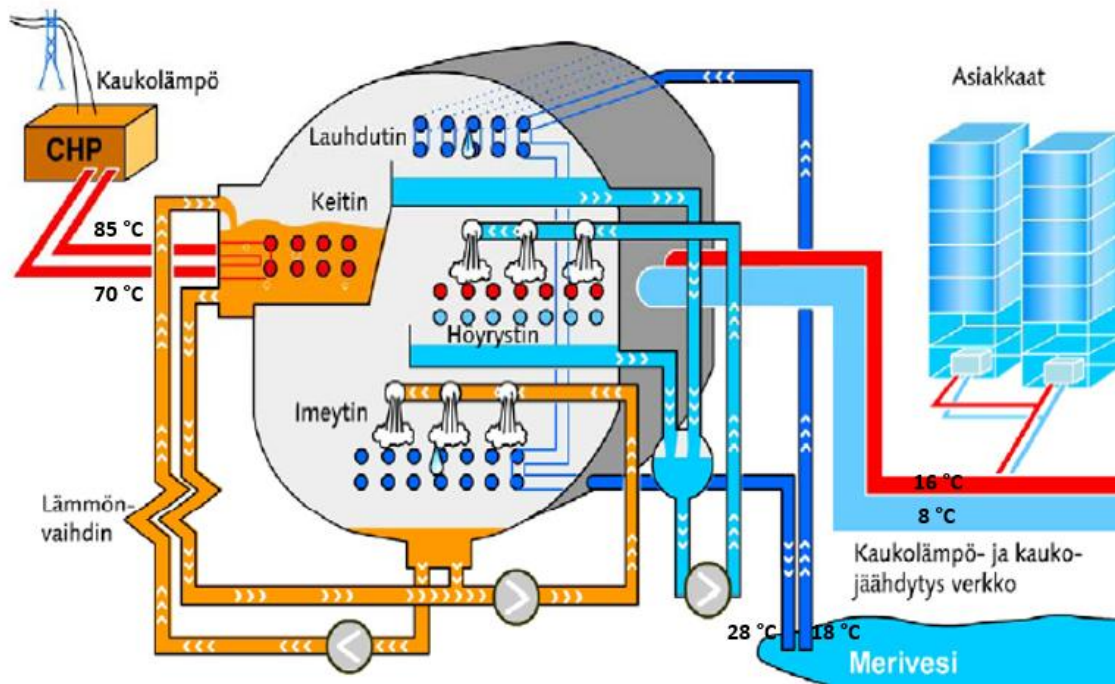 Kaukolämpö
CHP
85 °C
70 °C
Lauhdutin
Keitin
Höyrystin
Imeytin
Lämmön-
vaihdin
Asiakkaat
16 °C
8 °C
Kaukolämpö- ja kauko-
jäähdytys verkko
28 °C
18 °C
Merivesi